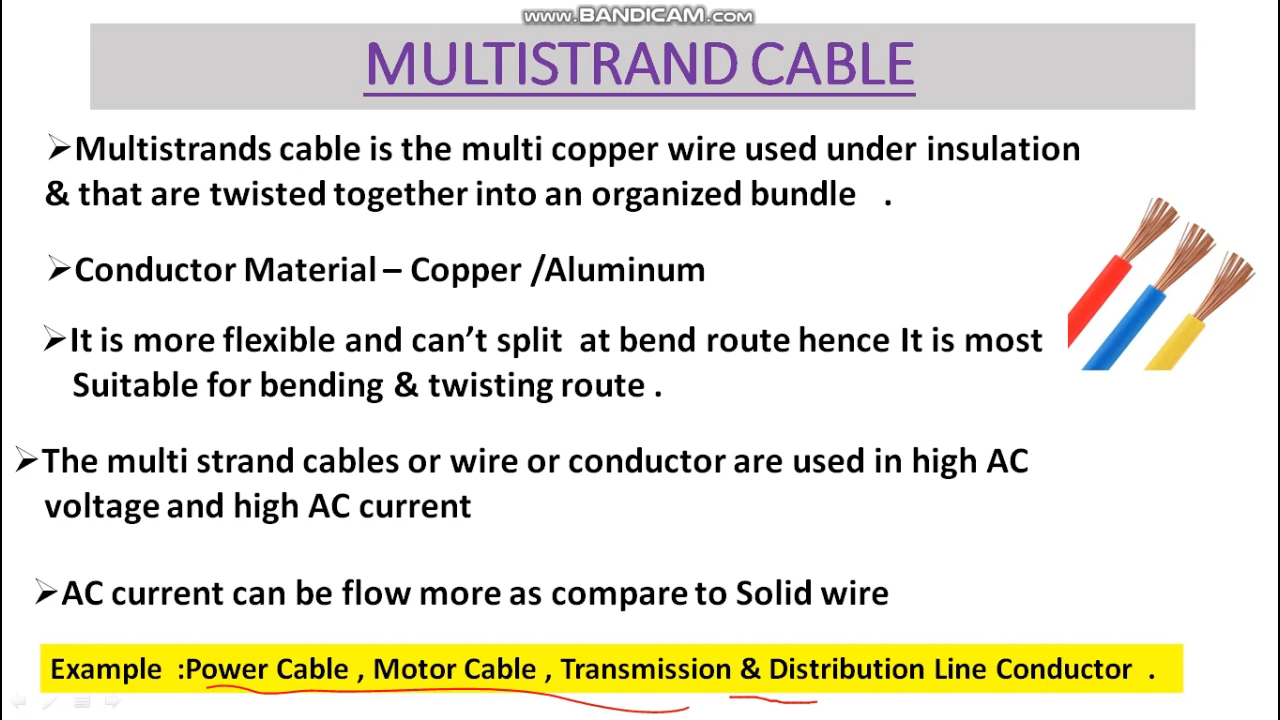 www.BANDICAM.com
MULTISTRAND CABLE
➢Multistrands cable is the multi copper wire used under insulation
& that are twisted together into an organized bundle .
➢Conductor Material – Copper /Aluminum
➢It is more flexible and can’t split at bend route hence It is most
Suitable for bending & twisting route .
➢The multi strand cables or wire or conductor are used in high AC
voltage and high AC current
➢AC current can be flow more as compare to Solid wire
Example :Power Cable , Motor Cable , Transmission & Distribution Line Conductor .